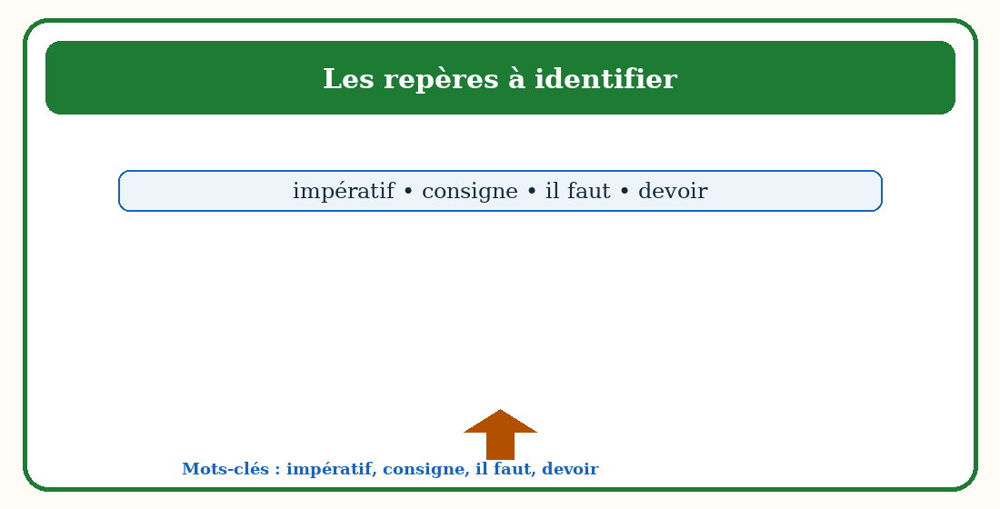 Les repères à identifier
impératif • consigne • il faut • devoir
Mots-clés : impératif, consigne, il faut, devoir